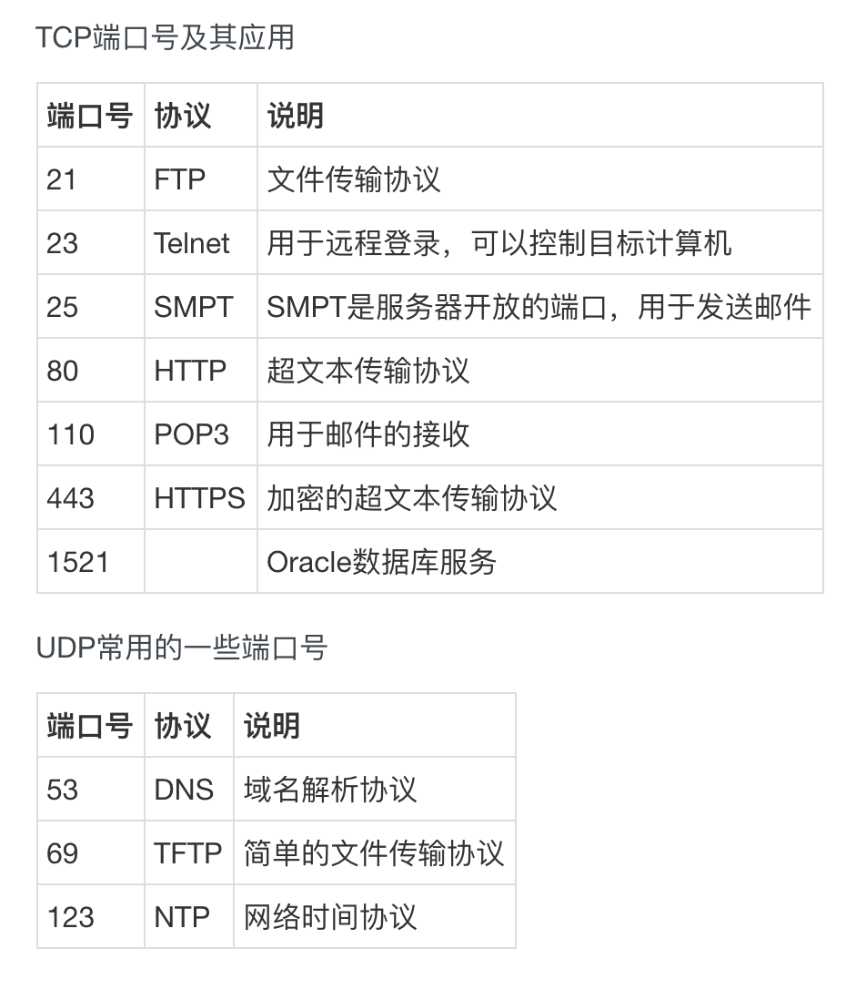 TCP端口号及其应用
端口号 协议 说明
21 FTP 文件传输协议
23 Telnet 用于远程登录，可以控制目标计算机
25 SMPT SMPT是服务器开放的端口，用于发送邮件
80 HTTP 超文本传输协议
110 POP3 用于邮件的接收
443 HTTPS 加密的超文本传输协议
1521 Oracle数据库服务
UDP常用的一些端口号
端口号 协议 说明
53 DNS 域名解析协议
69 TFTP 简单的文件传输协议
123 NTP 网络时间协议